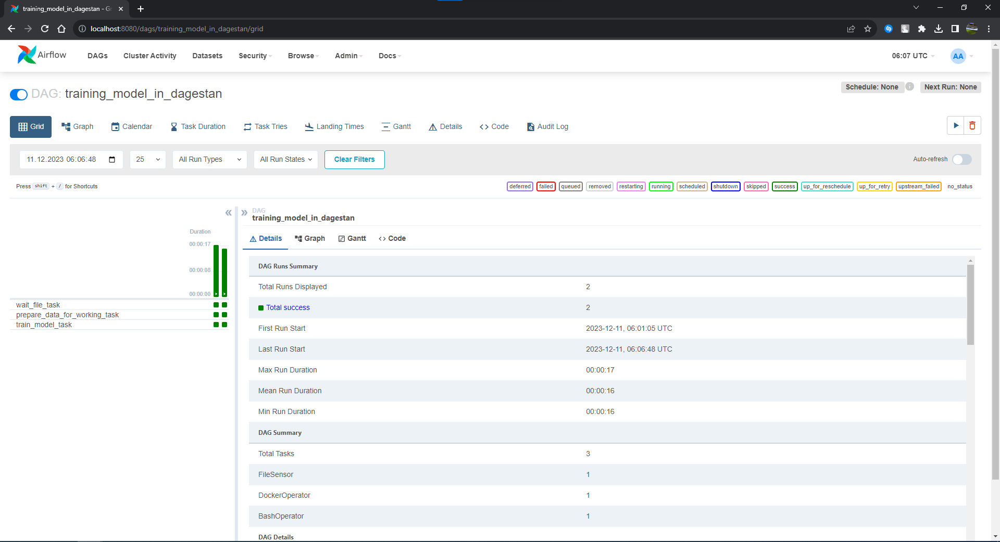 training_model_in_dagestan - Gr
localhost:8080/dags/training_model_in_dagestan/grid
Airflow DAGs Cluster Activity Datasets Security Browse Admin Docs 06:07 UTC AA
DAG: training_model_in_dagestan Schedule: None i Next Run: None
Grid Graph Calendar Task Duration Task Tries Landing Times Gantt Details Code Audit Log
11.12.2023 06:06:48 25 All Run Types All Run States Clear Filters Auto-refresh
Press shift + / for Shortcuts deferred failed queued removed restarting running scheduled shutdown skipped success up_for_reschedule up_for_retry upstream_failed no_status
DAG
training_model_in_dagestan
Duration
00:00:17
00:00:08
00:00:00
wait_file_task
prepare_data_for_working_task
train_model_task
Details Graph Gantt Code
DAG Runs Summary
Total Runs Displayed 2
Total success 2
First Run Start 2023-12-11, 06:01:05 UTC
Last Run Start 2023-12-11, 06:06:48 UTC
Max Run Duration 00:00:17
Mean Run Duration 00:00:16
Min Run Duration 00:00:16
DAG Summary
Total Tasks 3
FileSensor 1
DockerOperator 1
BashOperator 1
DAG Details